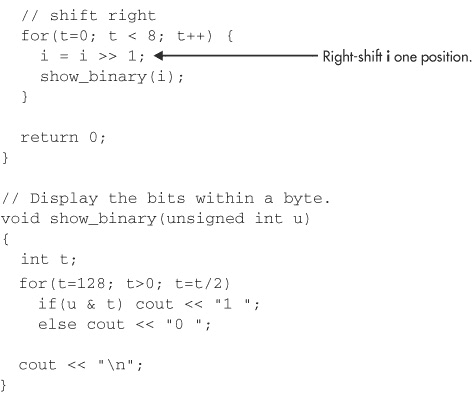 // shift right
for(t=0; t < 8; t++) {
i = i >> 1; Right-shift i one position.
show_binary(i);
}
return 0;
}
// Display the bits within a byte.
void show_binary(unsigned int u)
{
int t;
for(t=128; t>0; t=t/2)
if(u & t) cout << "1 ";
else cout << "0 ";
cout << "\n";
}